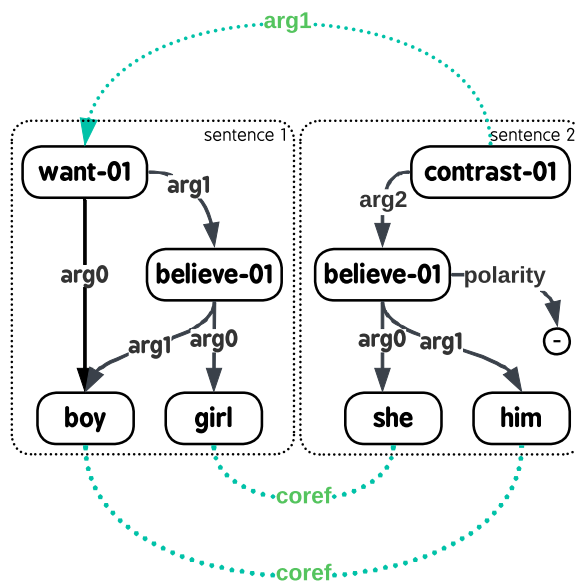 arg1
sentence 1
sentence 2
want-01
contrast-01
arg1
arg2
arg0
believe-01
believe-01
polarity
arg1
arg0
arg0
arg1
-
boy
girl
she
him
coref
coref